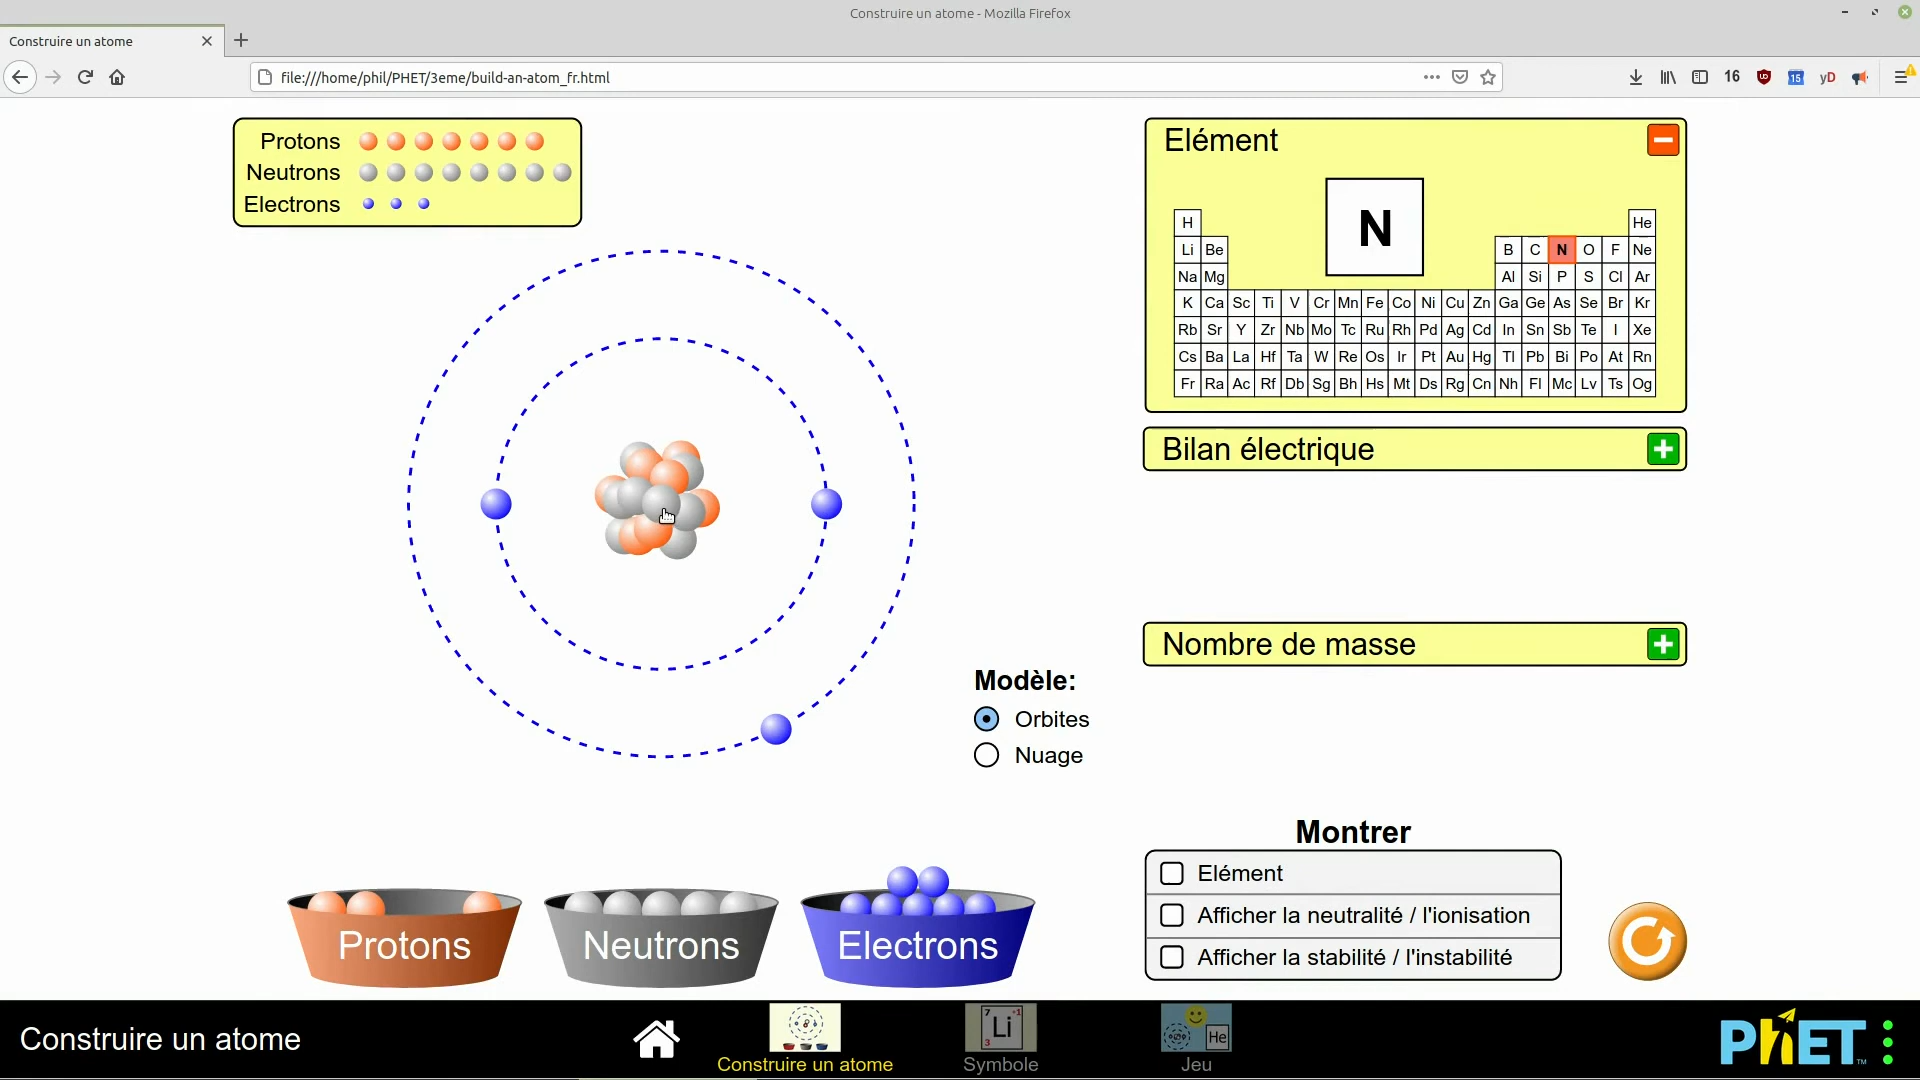 Construire un atome - Mozilla Firefox
Construire un atome
file:///home/phil/PHET/3eme/build-an-atom_fr.html
16
15
yD
Protons
Neutrons
Electrons
Elément
N
H He
Li Be B C N O F Ne
Na Mg Al Si P S Cl Ar
K Ca Sc Ti V Cr Mn Fe Co Ni Cu Zn Ga Ge As Se Br Kr
Rb Sr Y Zr Nb Mo Tc Ru Rh Pd Ag Cd In Sn Sb Te I Xe
Cs Ba La Hf Ta W Re Os Ir Pt Au Hg Tl Pb Bi Po At Rn
Fr Ra Ac Rf Db Sg Bh Hs Mt Ds Rg Cn Nh Fl Mc Lv Ts Og
Bilan électrique
Nombre de masse
Modèle:
Orbites
Nuage
Montrer
Elément
Afficher la neutralité / l'ionisation
Afficher la stabilité / l'instabilité
Protons
Neutrons
Electrons
Construire un atome
Construire un atome
7 +1
Li
3
Symbole
He
Jeu
PhET™